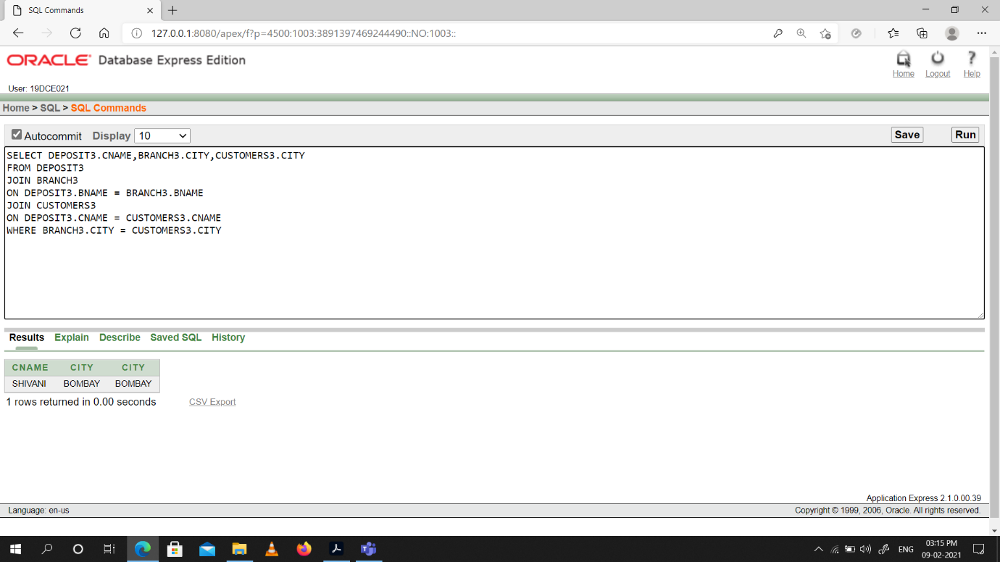 SQL Commands
127.0.0.1:8080/apex/f?p=4500:1003:3891397469244490::NO:1003::
ORACLE Database Express Edition
Home Logout Help
User: 19DCE021
Home > SQL > SQL Commands
Autocommit Display 10 Save Run
SELECT DEPOSIT3.CNAME,BRANCH3.CITY,CUSTOMERS3.CITY
FROM DEPOSIT3
JOIN BRANCH3
ON DEPOSIT3.BNAME = BRANCH3.BNAME
JOIN CUSTOMERS3
ON DEPOSIT3.CNAME = CUSTOMERS3.CNAME
WHERE BRANCH3.CITY = CUSTOMERS3.CITY
Results Explain Describe Saved SQL History
CNAME CITY CITY
SHIVANI BOMBAY BOMBAY
1 rows returned in 0.00 seconds CSV Export
Application Express 2.1.0.00.39
Language: en-us Copyright © 1999, 2006, Oracle. All rights reserved.
ENG 03:15 PM
09-02-2021